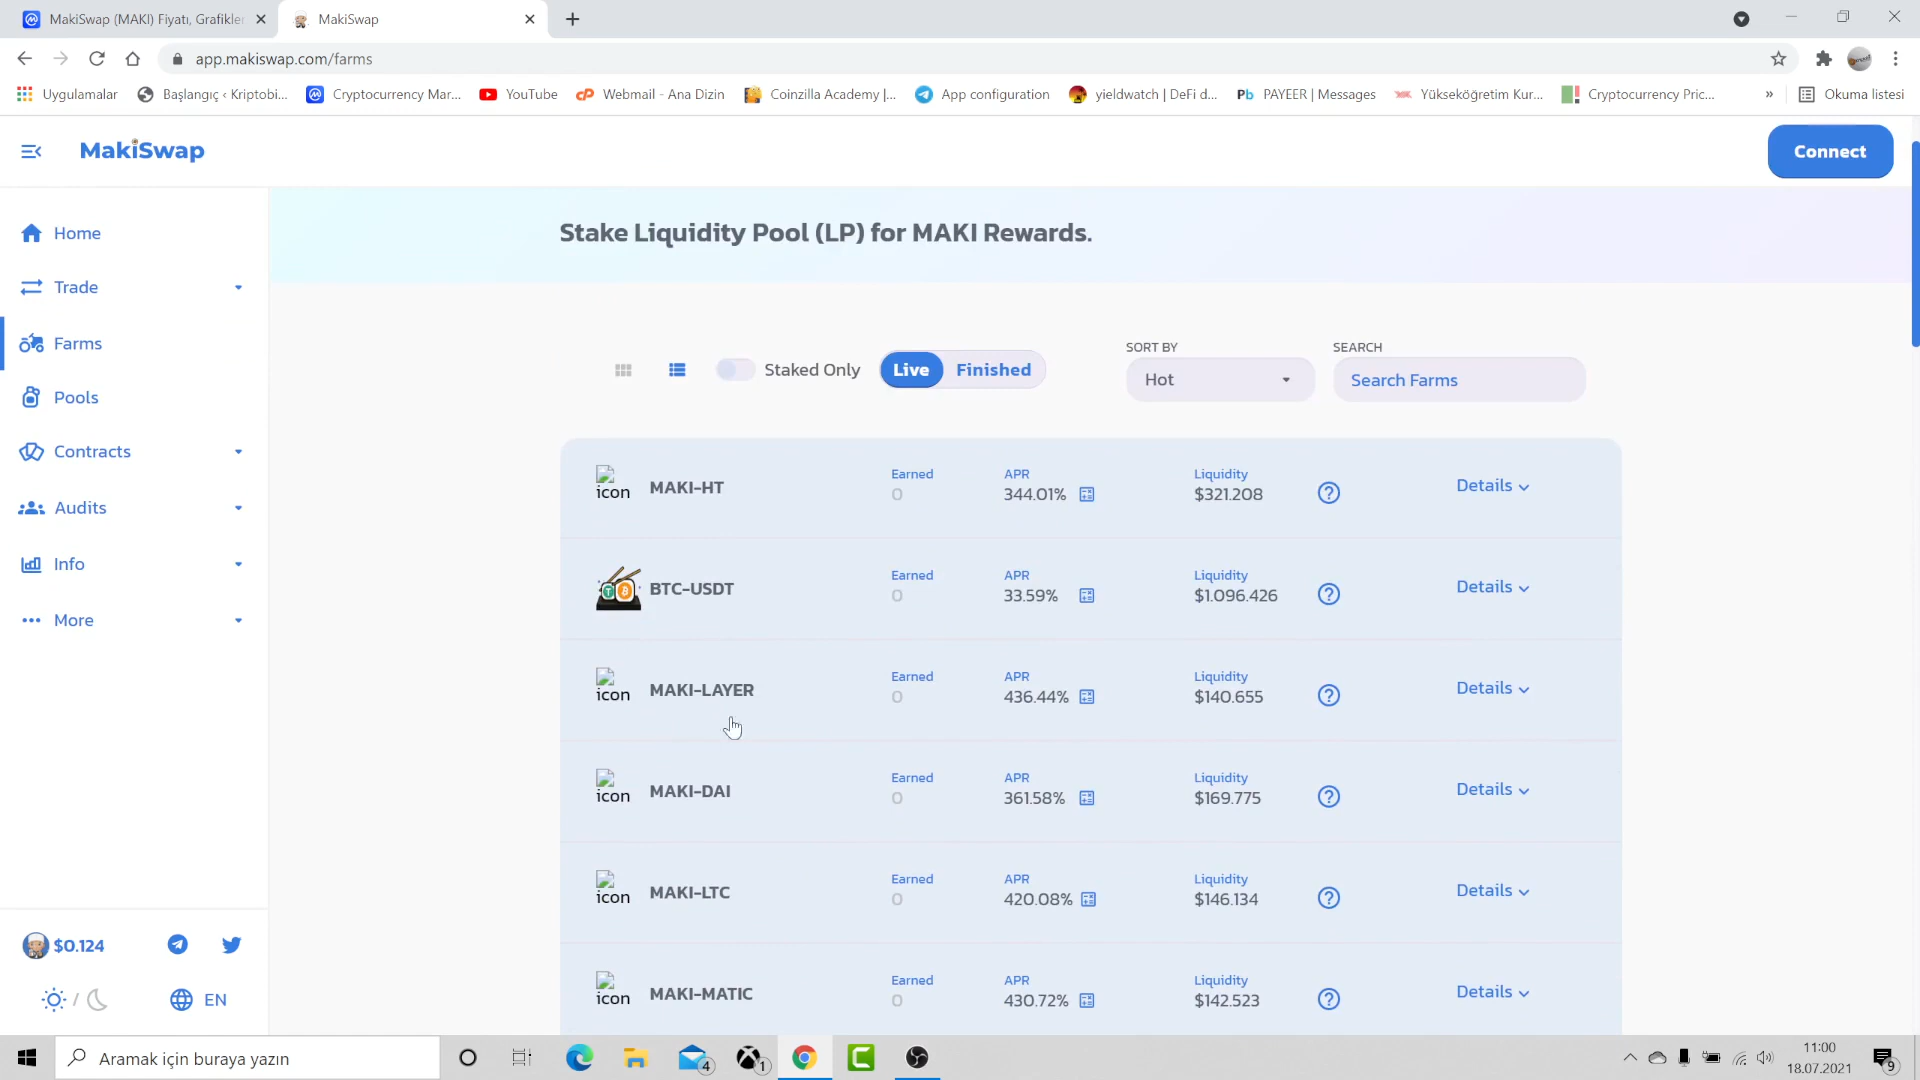 MakiSwap (MAKI) Fiyatı, Grafikler
MakiSwap
app.makiswap.com/farms
Uygulamalar
Başlangıç ‹ Kriptobi...
Cryptocurrency Mar...
YouTube
Webmail - Ana Dizin
Coinzilla Academy |...
App configuration
yieldwatch | DeFi d...
PAYEER | Messages
Yükseköğretim Kur...
Cryptocurrency Pric...
»
Okuma listesi
MakiSwap
Connect
Home
Trade
Farms
Pools
Contracts
Audits
Info
More
$0.124
/
EN
Stake Liquidity Pool (LP) for MAKI Rewards.
Staked Only
Live
Finished
SORT BY
Hot
SEARCH
Search Farms
icon
MAKI-HT
Earned
0
APR
344.01%
Liquidity
$321.208
Details
BTC-USDT
Earned
0
APR
33.59%
Liquidity
$1.096.426
Details
icon
MAKI-LAYER
Earned
0
APR
436.44%
Liquidity
$140.655
Details
icon
MAKI-DAI
Earned
0
APR
361.58%
Liquidity
$169.775
Details
icon
MAKI-LTC
Earned
0
APR
420.08%
Liquidity
$146.134
Details
icon
MAKI-MATIC
Earned
0
APR
430.72%
Liquidity
$142.523
Details
Aramak için buraya yazın
4
1
11:00
18.07.2021
9